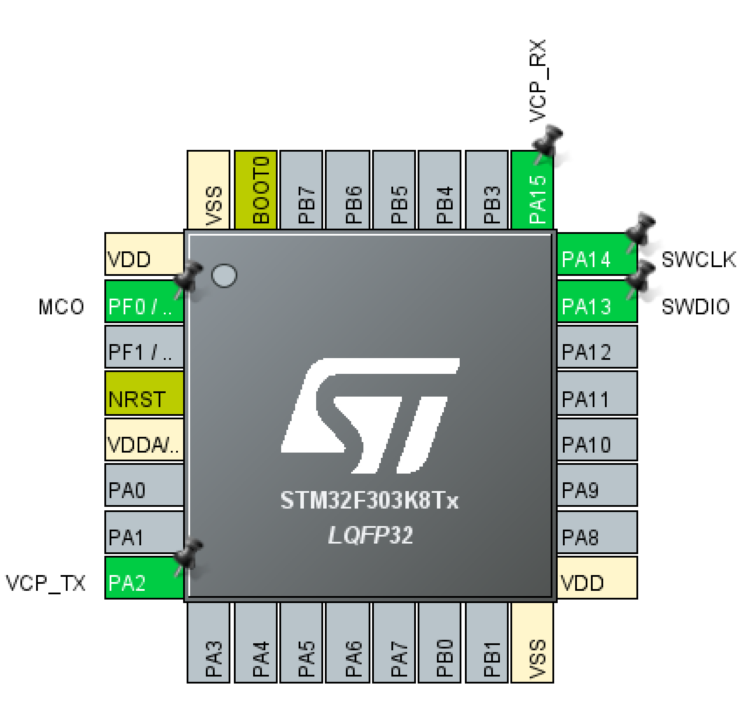 VCP_RX
VSS
BOOT0
PB7
PB6
PB5
PB4
PB3
PA15
VDD
PA14 SWCLK
MCO PF0 / ..
PA13 SWDIO
PF1 / ..
PA12
NRST
PA11
VDDA/..
PA10
PA0
PA9
PA1
PA8
VCP_TX PA2
VDD
ST
STM32F303K8Tx
LQFP32
PA3
PA4
PA5
PA6
PA7
PB0
PB1
VSS